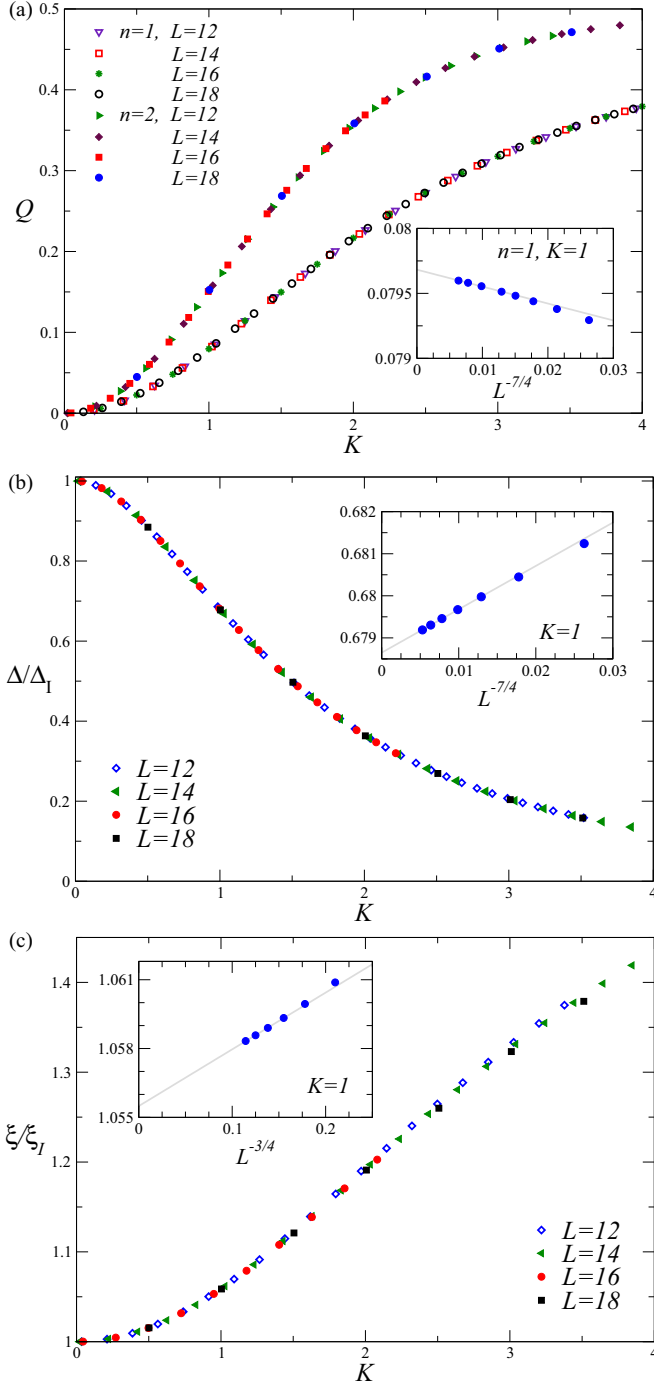 (a)
0.5
0.4
0.3
0.2
0.1
0
Q
n=1, L=12
L=14
L=16
L=18
n=2, L=12
L=14
L=16
L=18
0.08
0.0795
0.079
n=1, K=1
0 0.01 0.02 0.03
L^{-7/4}
0 1 2 3 4
K
(b)
1
0.8
0.6
0.4
0.2
0
Δ/Δ_I
0.682
0.681
0.68
0.679
K=1
0 0.01 0.02 0.03
L^{-7/4}
L=12
L=14
L=16
L=18
0 1 2 3 4
K
(c)
1.4
1.3
1.2
1.1
1
ξ/ξ_I
1.061
1.058
1.055
K=1
0 0.1 0.2
L^{-3/4}
L=12
L=14
L=16
L=18
0 1 2 3 4
K